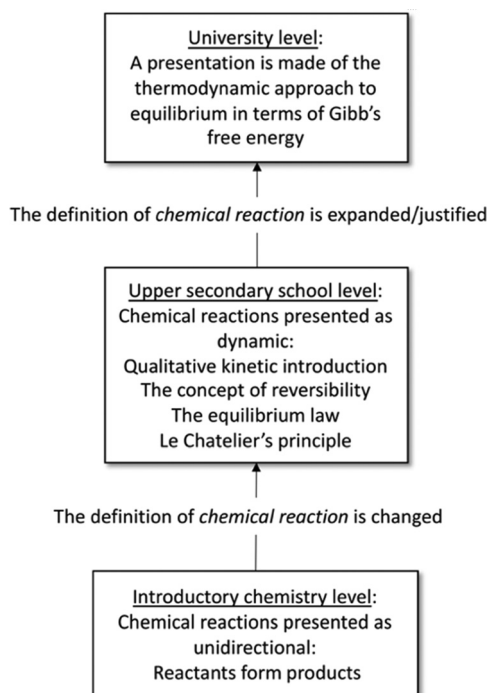 University level:
A presentation is made of the
thermodynamic approach to
equilibrium in terms of Gibb's
free energy
The definition of chemical reaction is expanded/justified
Upper secondary school level:
Chemical reactions presented as
dynamic:
Qualitative kinetic introduction
The concept of reversibility
The equilibrium law
Le Chatelier's principle
The definition of chemical reaction is changed
Introductory chemistry level:
Chemical reactions presented as
unidirectional:
Reactants form products